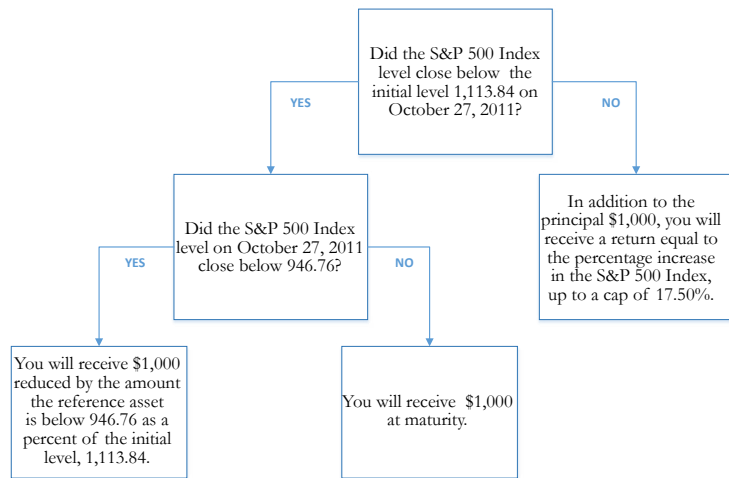 Did the S&P 500 Index
level close below the
initial level 1,113.84 on
October 27, 2011?
YES
NO
Did the S&P 500 Index
level on October 27, 2011
close below 946.76?
In addition to the
principal $1,000, you will
receive a return equal to
the percentage increase
in the S&P 500 Index,
up to a cap of 17.50%.
YES
NO
You will receive $1,000
reduced by the amount
the reference asset
is below 946.76 as a
percent of the initial
level, 1,113.84.
You will receive $1,000
at maturity.